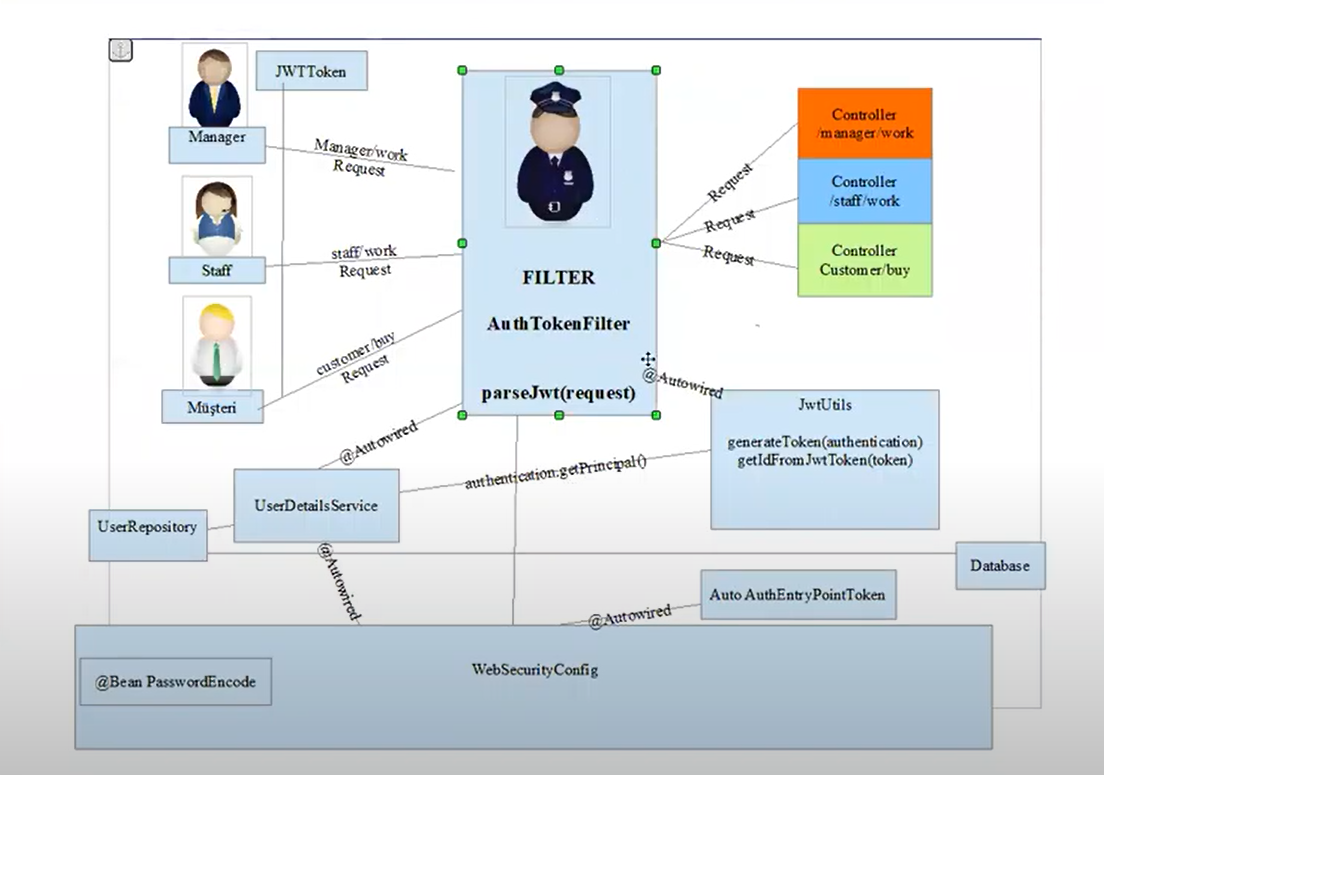 JWTToken
Manager
Manager/work
Request
Staff
staff/work
Request
Müşteri
customer/buy
Request
FILTER
AuthTokenFilter
parseJwt(request)
Request
Request
Request
Controller
/manager/work
Controller
/staff/work
Controller
Customer/buy
@Autowired
@Autowired
JwtUtils
generateToken(authentication)
getIdFromJwtToken(token)
authentication.getPrincipal()
UserDetailsService
UserRepository
@Autowired
Database
Auto AuthEntryPointToken
@Autowired
WebSecurityConfig
@Bean PasswordEncode